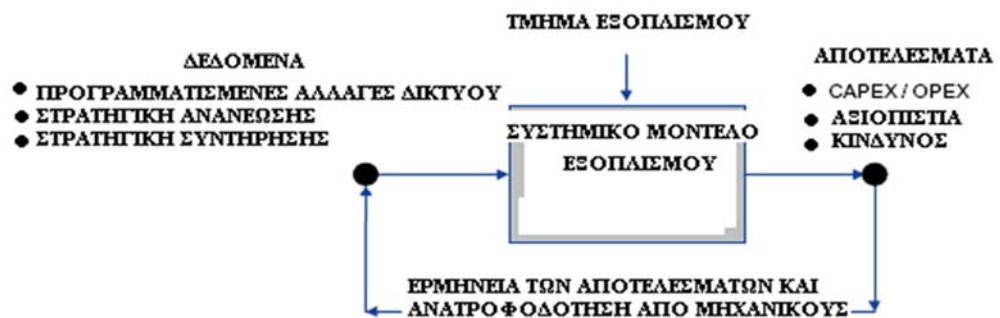 ΤΜΗΜΑ ΕΞΟΠΛΙΣΜΟΥ
ΔΕΔΟΜΕΝΑ
● ΠΡΟΓΡΑΜΜΑΤΙΣΜΕΝΕΣ ΑΛΛΑΓΕΣ ΔΙΚΤΥΟΥ
● ΣΤΡΑΤΗΓΙΚΗ ΑΝΑΝΕΩΣΗΣ
● ΣΤΡΑΤΗΓΙΚΗ ΣΥΝΤΗΡΗΣΗΣ
ΣΥΣΤΗΜΙΚΟ ΜΟΝΤΕΛΟ
ΕΞΟΠΛΙΣΜΟΥ
ΑΠΟΤΕΛΕΣΜΑΤΑ
● CAPEX / OPEX
● ΑΞΙΟΠΙΣΤΙΑ
● ΚΙΝΔΥΝΟΣ
ΕΡΜΗΝΕΙΑ ΤΩΝ ΑΠΟΤΕΛΕΣΜΑΤΩΝ ΚΑΙ
ΑΝΑΤΡΟΦΟΔΟΤΗΣΗ ΑΠΟ ΜΗΧΑΝΙΚΟΥΣ